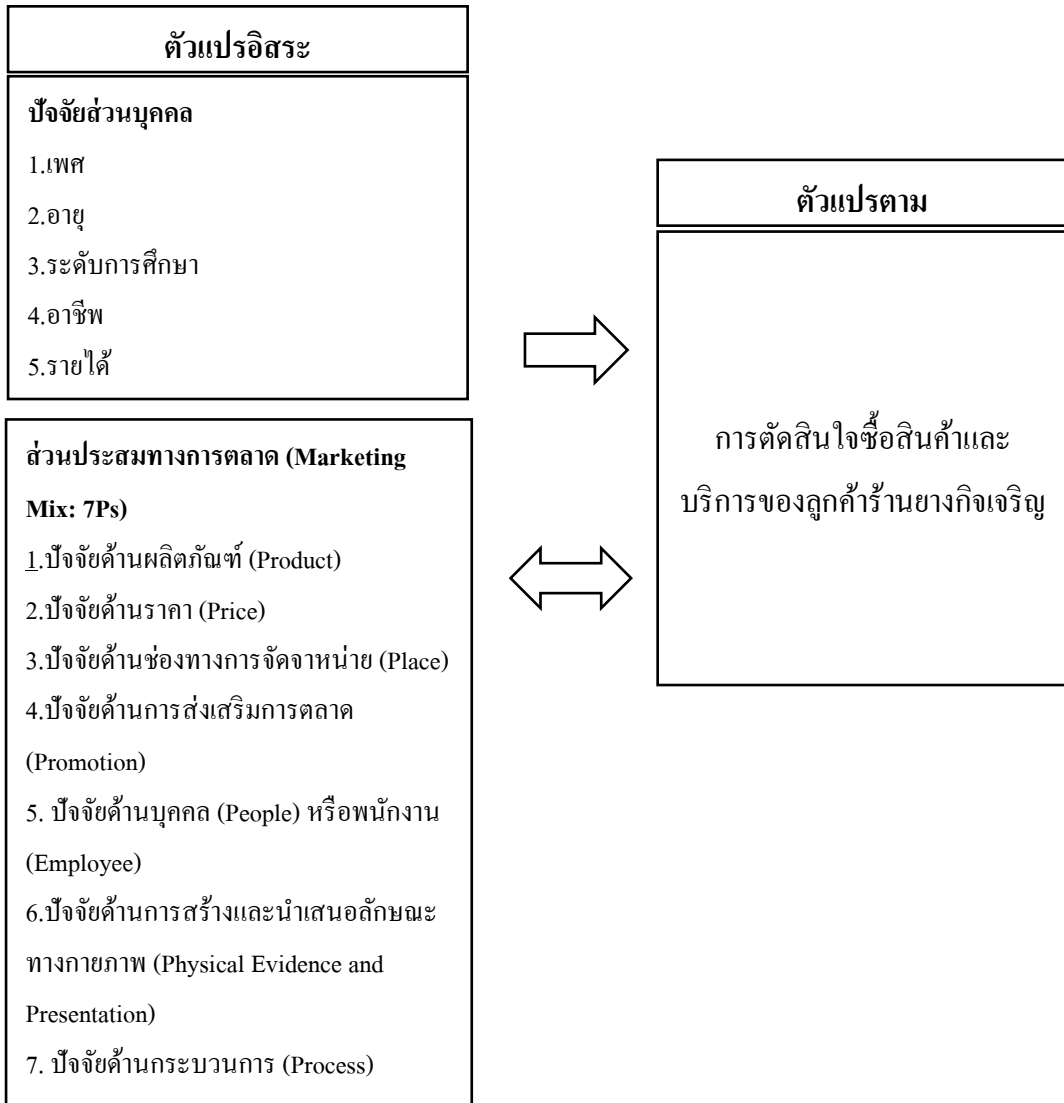 ตัวแปรอิสระ
ปัจจัยส่วนบุคคล
1.เพศ
2.อายุ
3.ระดับการศึกษา
4.อาชีพ
5.รายได้
ส่วนประสมทางการตลาด (Marketing
Mix: 7Ps)
1.ปัจจัยด้านผลิตภัณฑ์ (Product)
2.ปัจจัยด้านราคา (Price)
3.ปัจจัยด้านช่องทางการจัดจาหน่าย (Place)
4.ปัจจัยด้านการส่งเสริมการตลาด
(Promotion)
5. ปัจจัยด้านบุคคล (People) หรือพนักงาน
(Employee)
6.ปัจจัยด้านการสร้างและนำเสนอลักษณะ
ทางกายภาพ (Physical Evidence and
Presentation)
7. ปัจจัยด้านกระบวนการ (Process)
ตัวแปรตาม
การตัดสินใจซื้อสินค้าและ
บริการของลูกค้าร้านยางกิจเจริญ